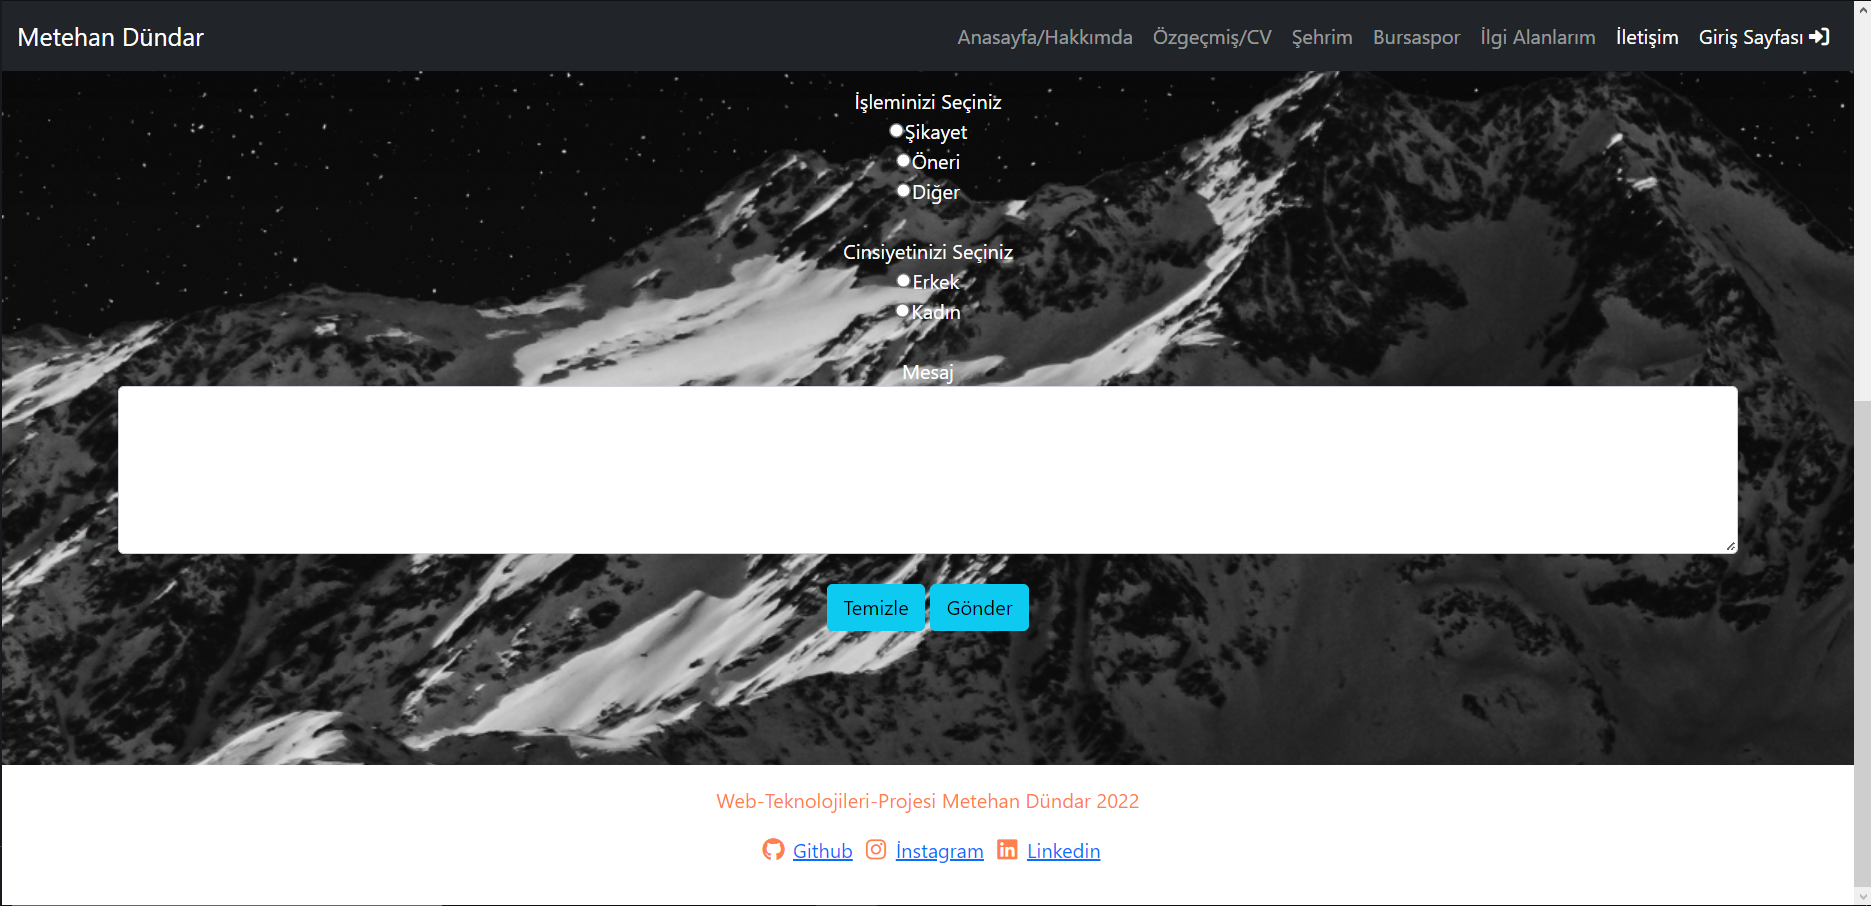 Metehan Dündar Anasayfa/Hakkımda Özgeçmiş/CV Şehrim Bursaspor İlgi Alanlarım İletişim Giriş Sayfası
İşleminizi Seçiniz
Şikayet
Öneri
Diğer
Cinsiyetinizi Seçiniz
Erkek
Kadın
Mesaj
Temizle Gönder
Web-Teknolojileri-Projesi Metehan Dündar 2022
Github İnstagram Linkedin